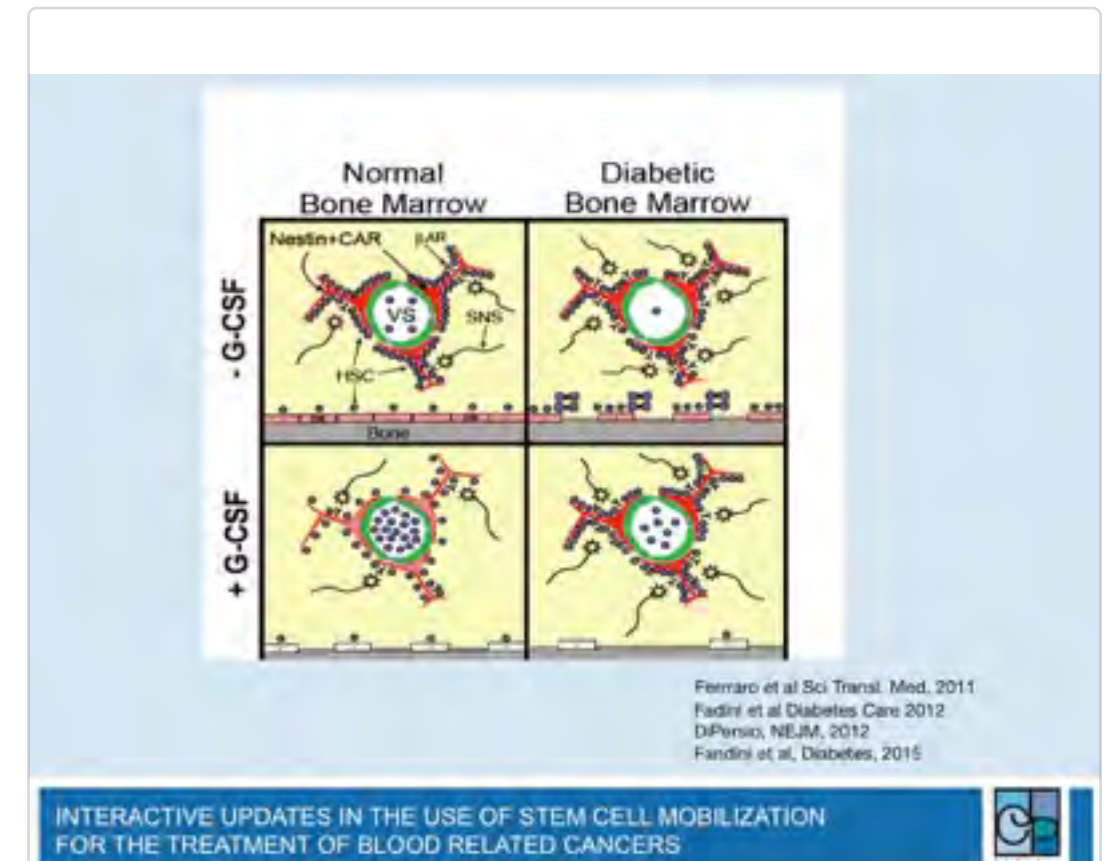 Normal
Bone Marrow
Diabetic
Bone Marrow
- G-CSF
Nestin+CAR
βAR
VS
SNS
HSC
Bone
+ G-CSF
Ferrraro et al Sci Transl. Med. 2011
Fadini et al Diabetes Care 2012
DiPersio, NEJM, 2012
Fandini et al, Diabetes, 2015
INTERACTIVE UPDATES IN THE USE OF STEM CELL MOBILIZATION
FOR THE TREATMENT OF BLOOD RELATED CANCERS